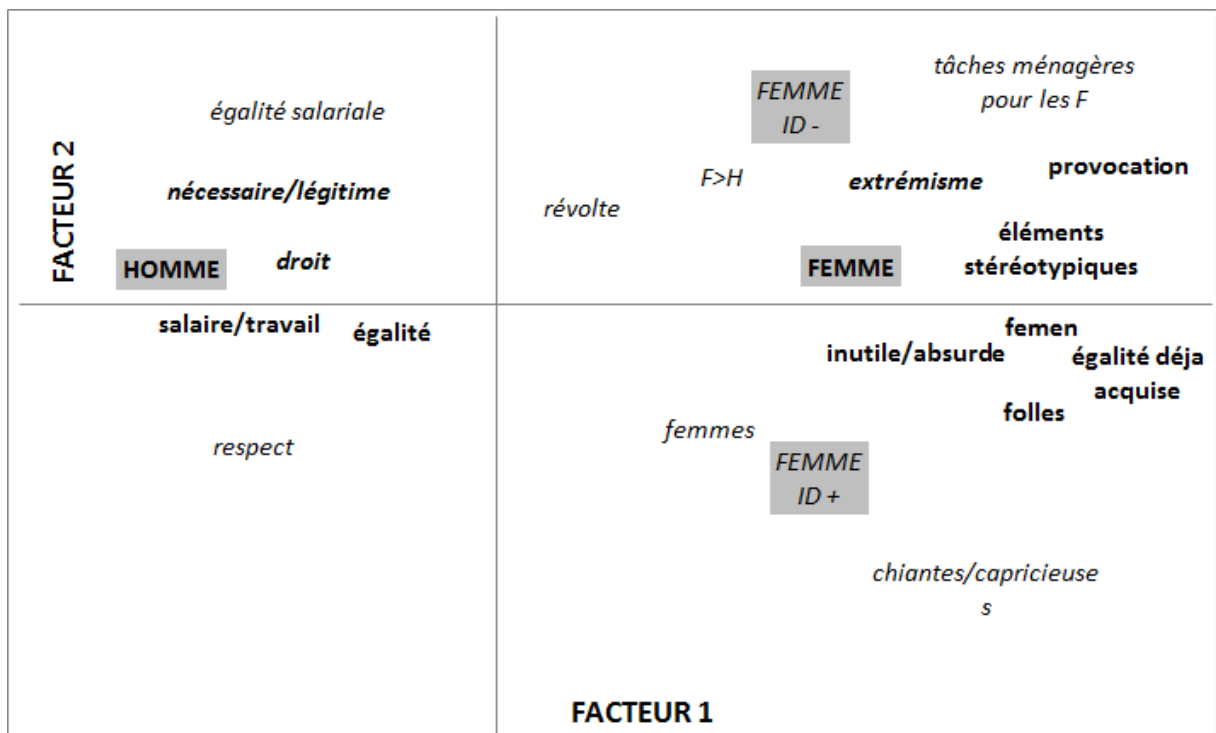 tâches ménagères
pour les F
FEMME
ID -
égalité salariale
provocation
F>H
extrémisme
nécessaire/légitime
révolte
éléments
stéréotypiques
FACTEUR 2
HOMME
droit
FEMME
salaire/travail
égalité
femen
inutile/absurde
égalité déja
acquise
folles
femmes
respect
FEMME
ID +
chiantes/capricieuse
s
FACTEUR 1